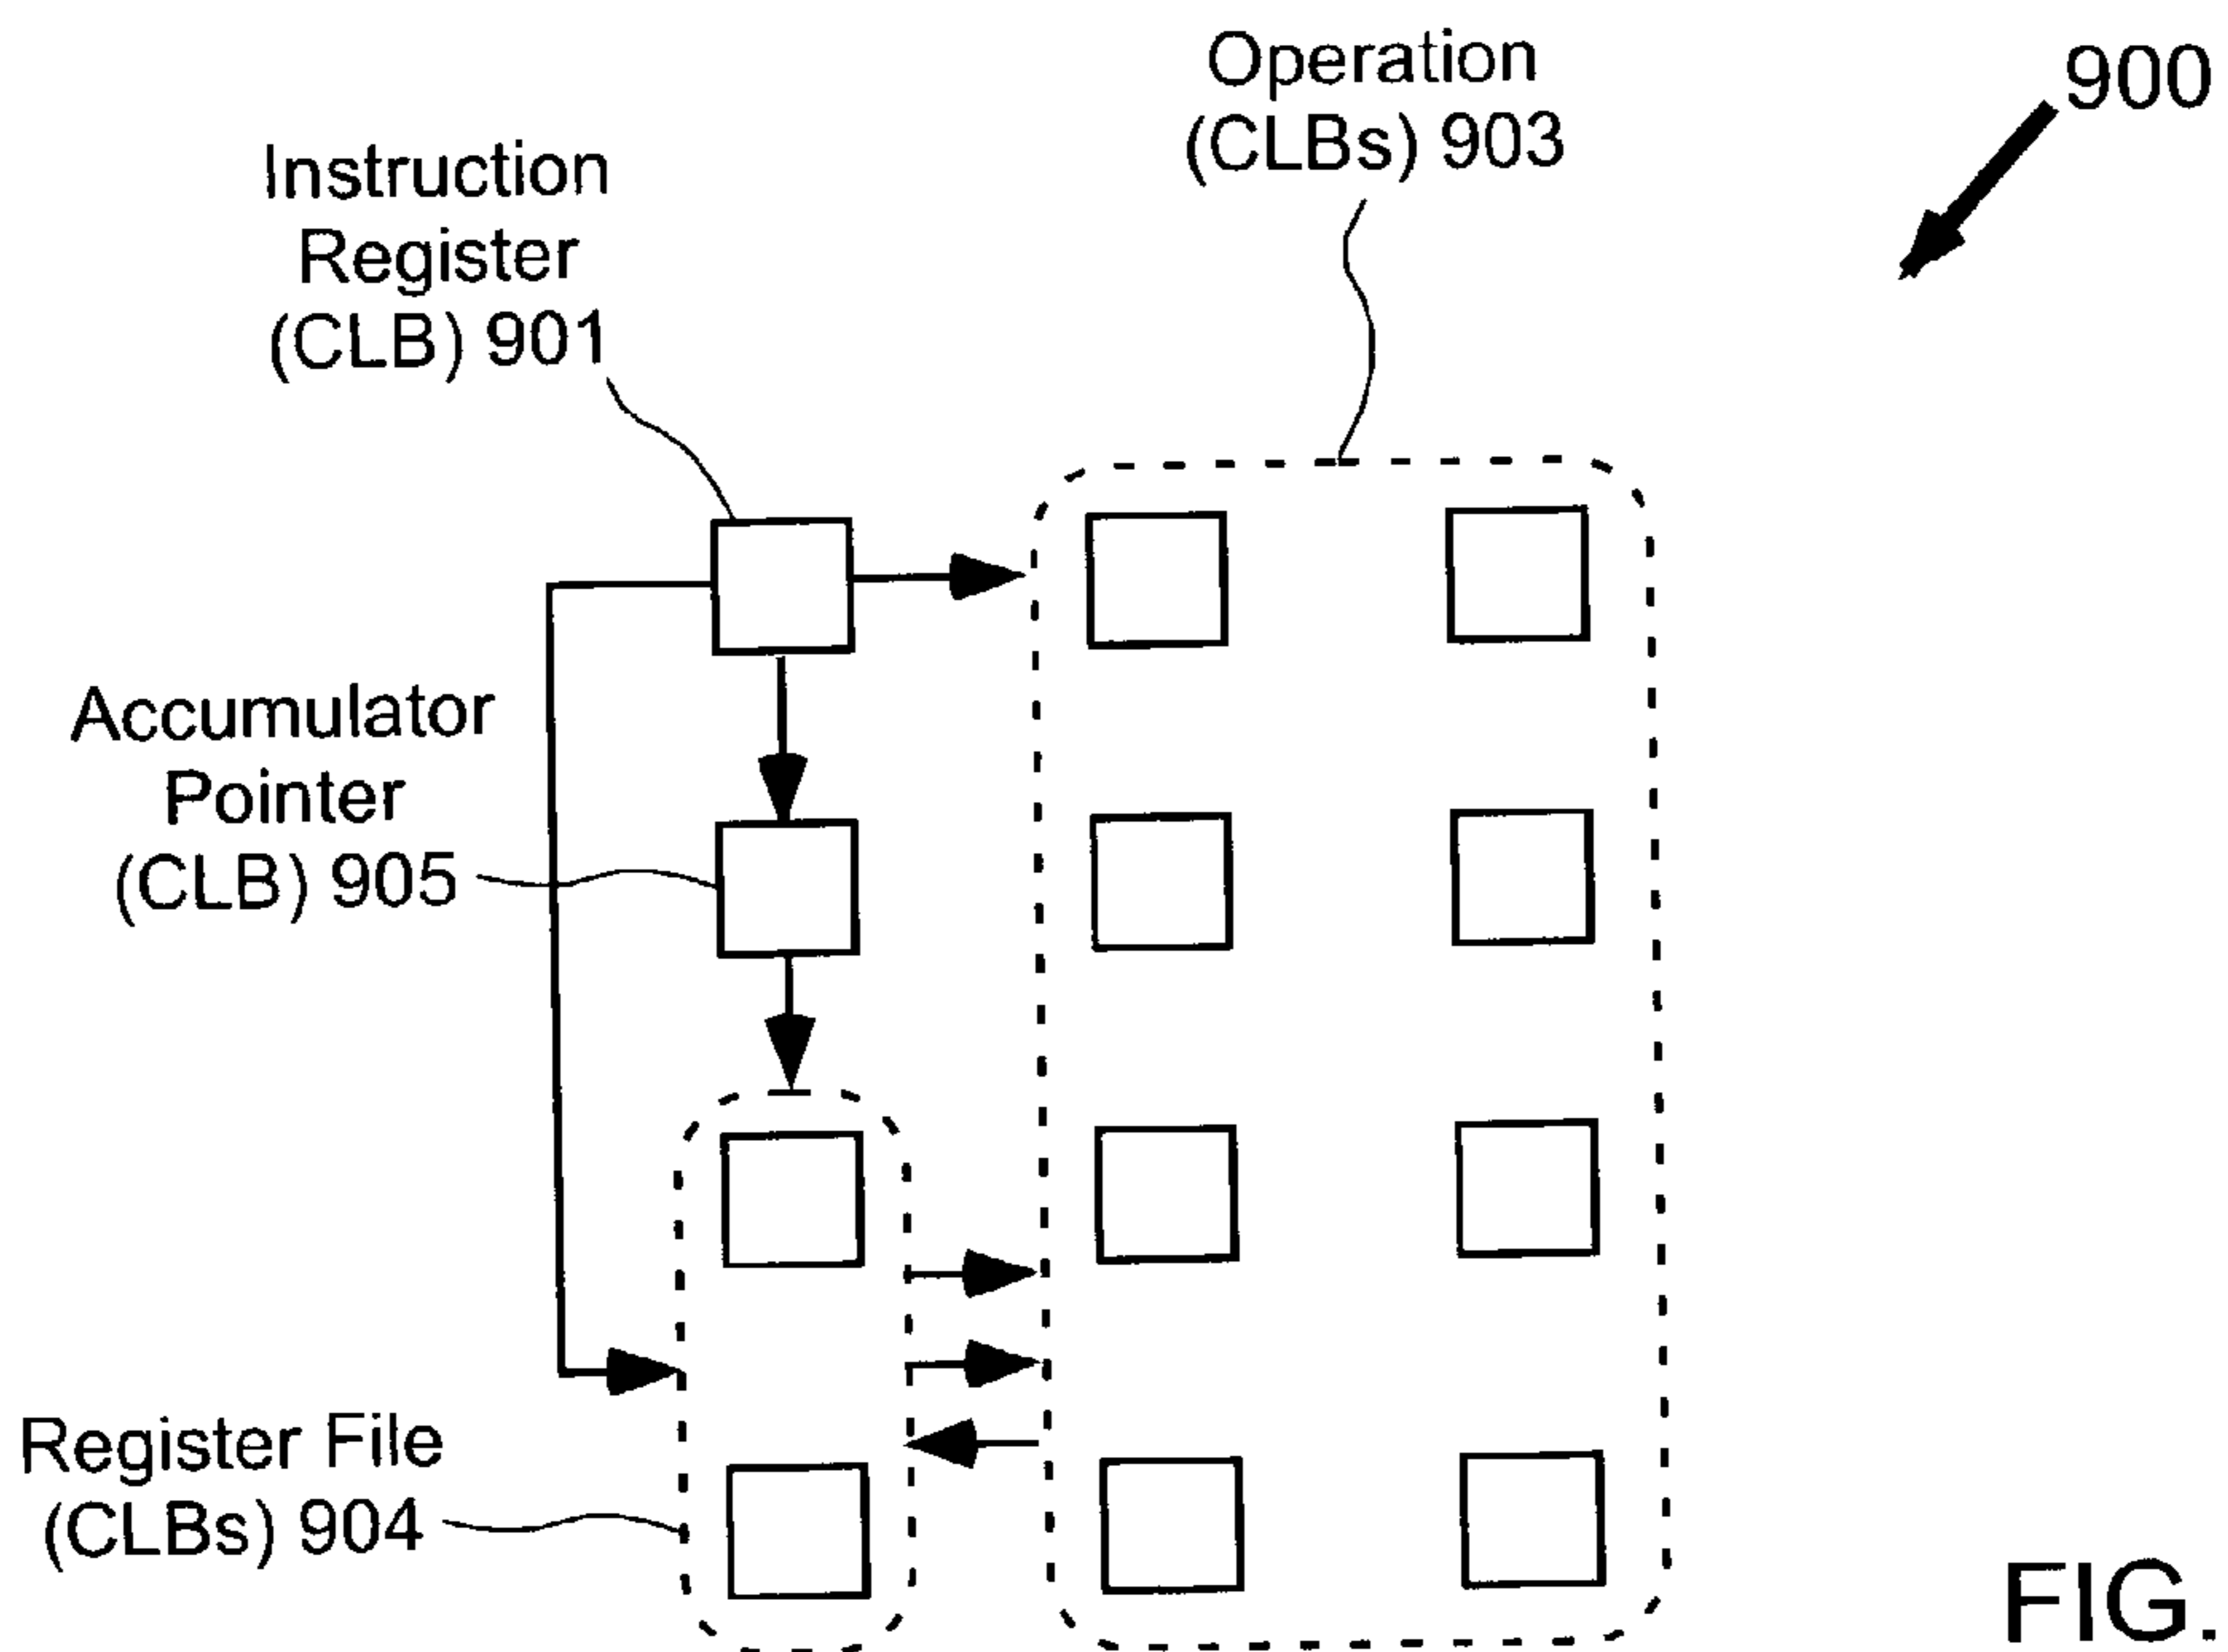 Operation
(CLBs) 903
900
Instruction
Register
(CLB) 901
Accumulator
Pointer
(CLB) 905
Register File
(CLBs) 904
FIG.